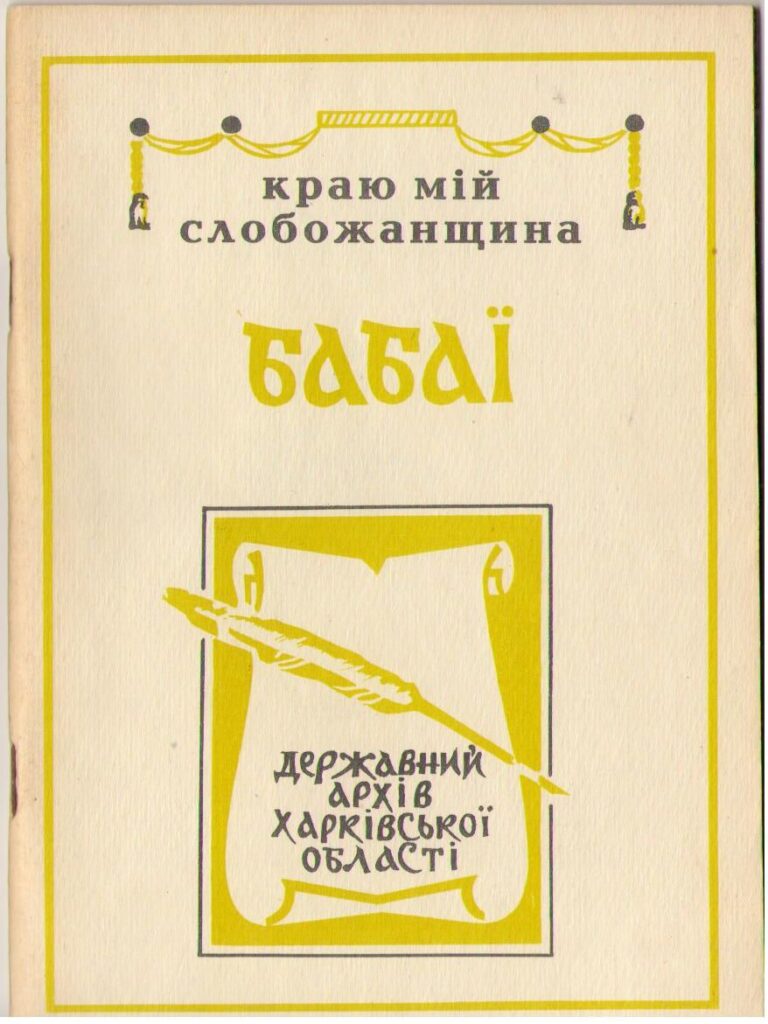 краю мій
слобожанщина
БАБАЇ
ДЕРЖАВНИЙ
АРХІВ
ХАРКІВСЬКОЇ
ОБЛАСТІ